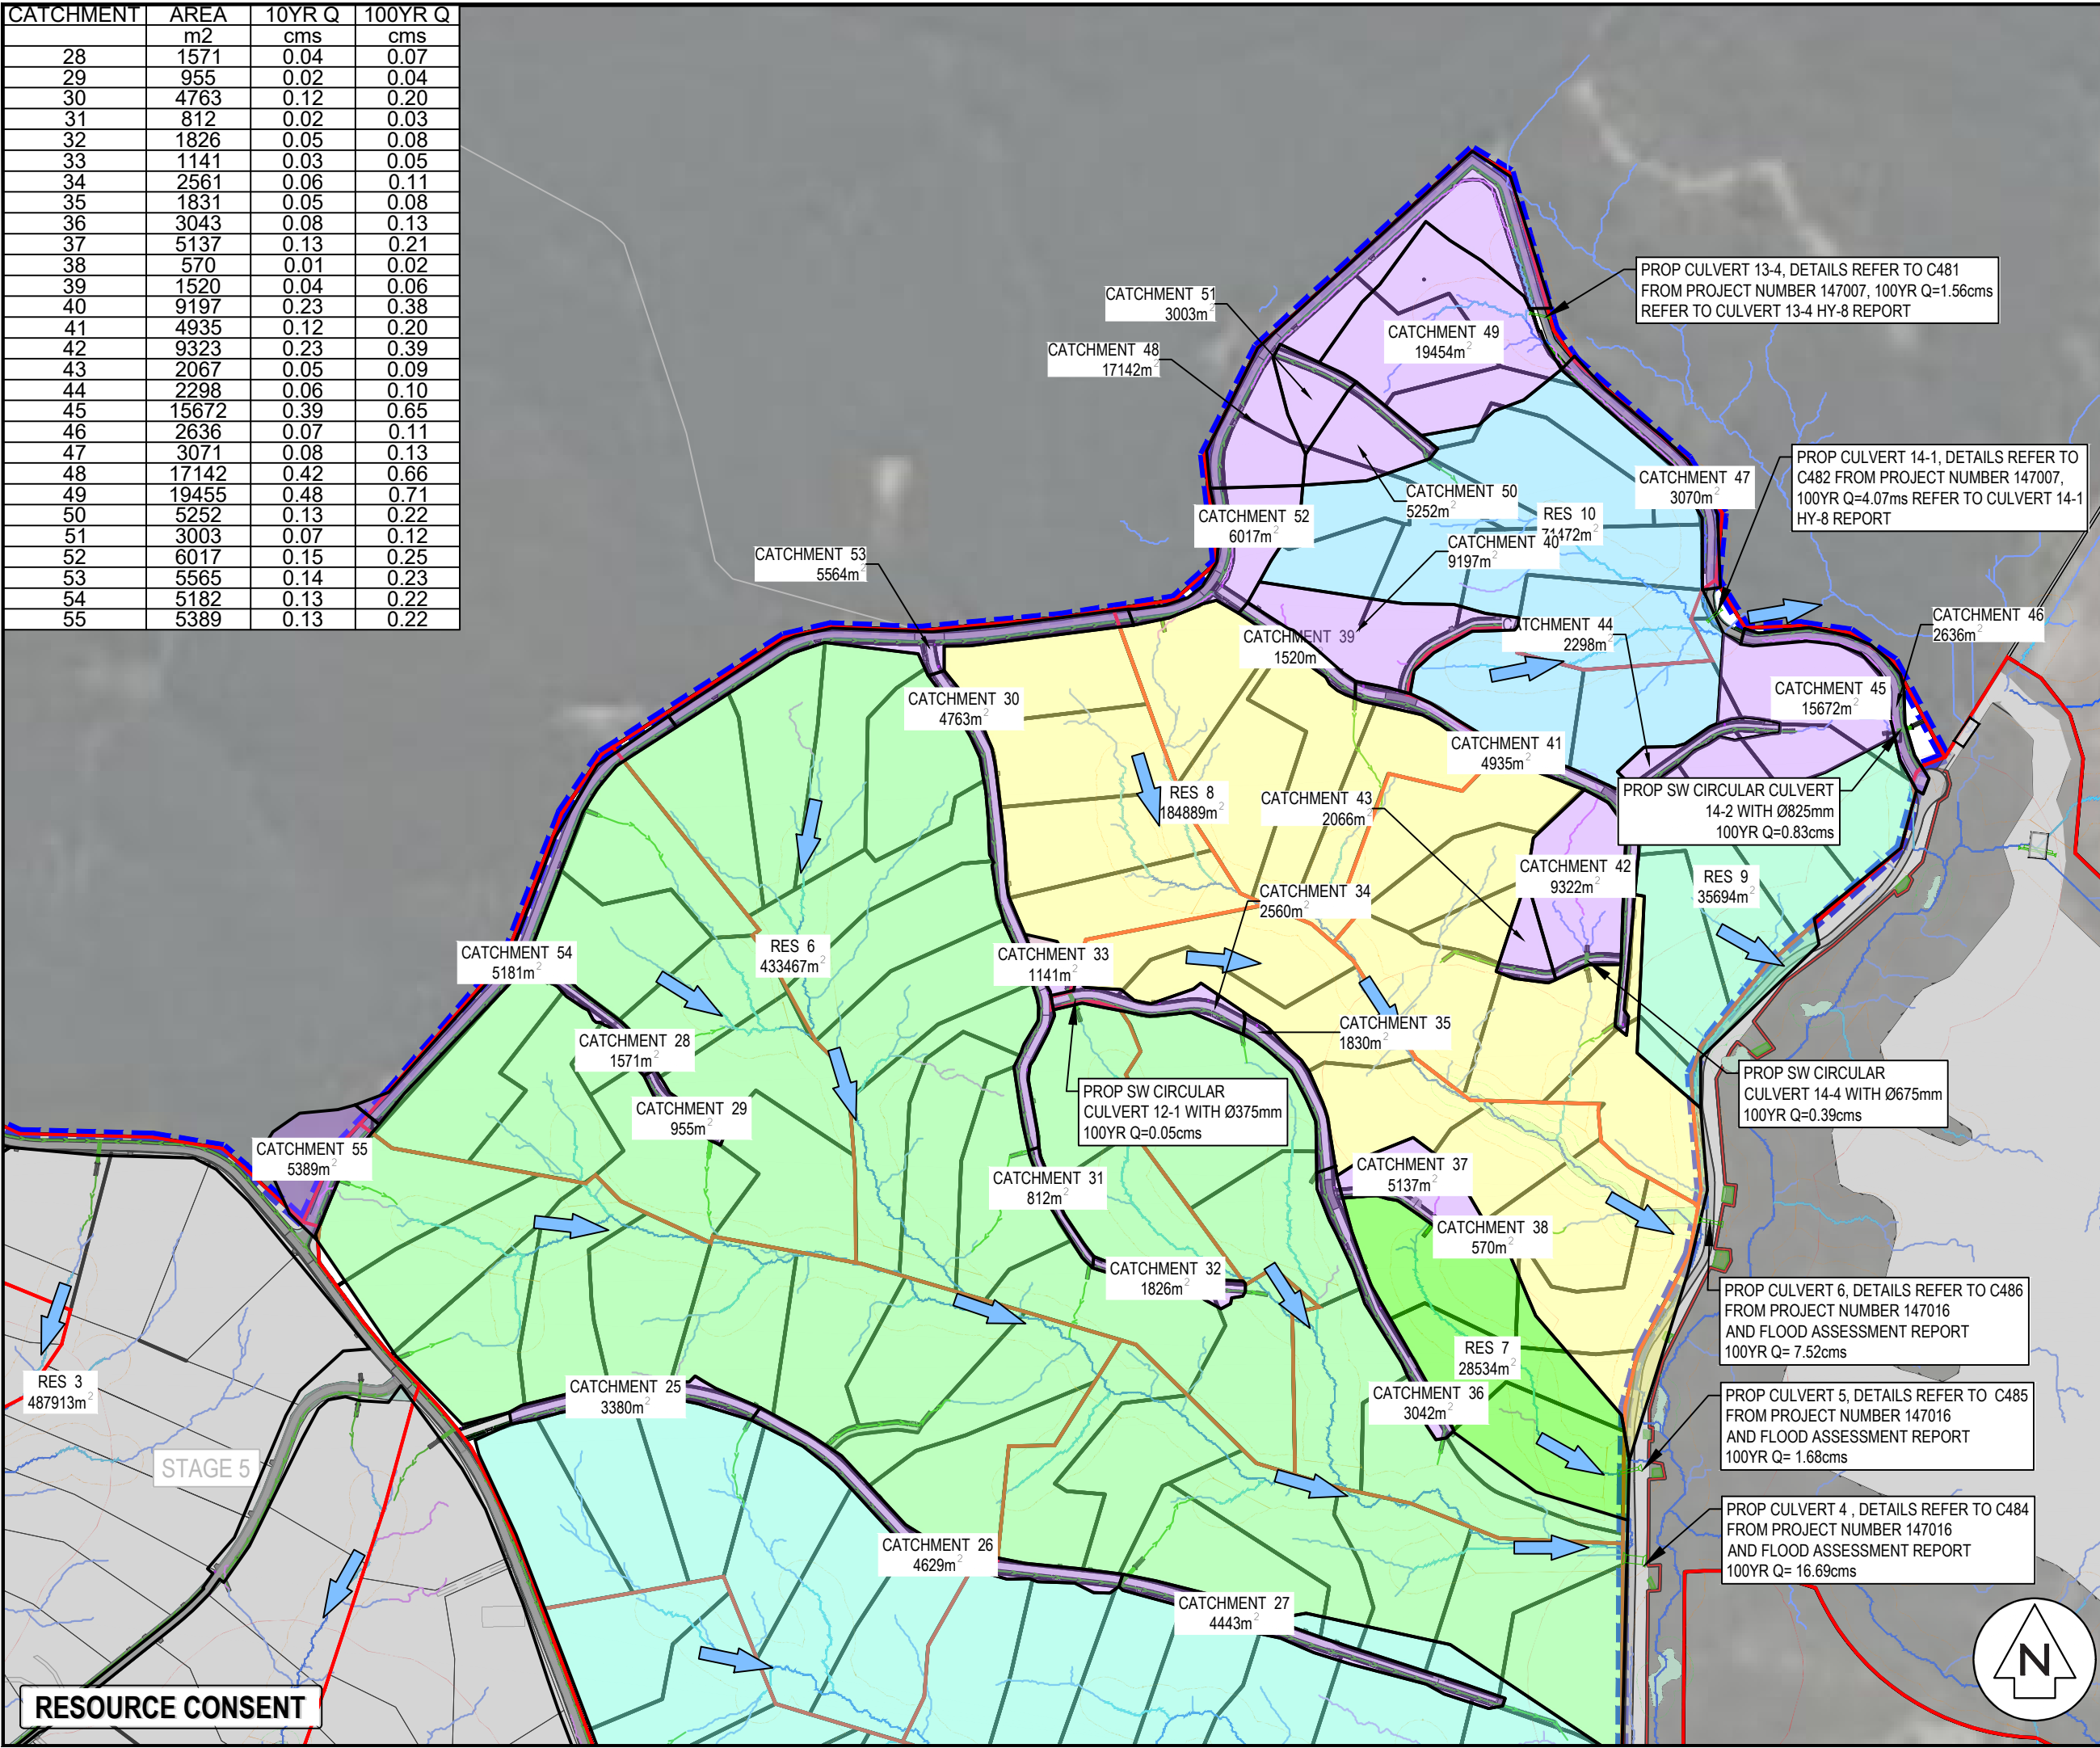 CATCHMENT AREA 10YR Q 100YR Q
m2 cms cms
28 1571 0.04 0.07
29 955 0.02 0.04
30 4763 0.12 0.20
31 812 0.02 0.03
32 1826 0.05 0.08
33 1141 0.03 0.05
34 2561 0.06 0.11
35 1831 0.05 0.08
36 3043 0.08 0.13
37 5137 0.13 0.21
38 570 0.01 0.02
39 1520 0.04 0.06
40 9197 0.23 0.38
41 4935 0.12 0.20
42 9323 0.23 0.39
43 2067 0.05 0.09
44 2298 0.06 0.10
45 15672 0.39 0.65
46 2636 0.07 0.11
47 3071 0.08 0.13
48 17142 0.42 0.66
49 19455 0.48 0.71
50 5252 0.13 0.22
51 3003 0.07 0.12
52 6017 0.15 0.25
53 5565 0.14 0.23
54 5182 0.13 0.22
55 5389 0.13 0.22
PROP CULVERT 13-4, DETAILS REFER TO C481
FROM PROJECT NUMBER 147007, 100YR Q=1.56cms
REFER TO CULVERT 13-4 HY-8 REPORT
CATCHMENT 51
3003m²
CATCHMENT 49
19454m²
CATCHMENT 48
17142m²
PROP CULVERT 14-1, DETAILS REFER TO
C482 FROM PROJECT NUMBER 147007,
100YR Q=4.07ms REFER TO CULVERT 14-1
HY-8 REPORT
CATCHMENT 47
3070m²
CATCHMENT 50
5252m²
CATCHMENT 52
6017m²
RES 10
71472m²
CATCHMENT 40
9197m²
CATCHMENT 53
5564m²
CATCHMENT 46
2636m²
CATCHMENT 44
2298m²
CATCHMENT 39
1520m
CATCHMENT 45
15672m²
CATCHMENT 30
4763m²
CATCHMENT 41
4935m²
RES 8
184889m²
CATCHMENT 43
2066m²
PROP SW CIRCULAR CULVERT
14-2 WITH Ø825mm
100YR Q=0.83cms
CATCHMENT 42
9322m²
RES 9
35694m²
CATCHMENT 34
2560m²
RES 6
433467m²
CATCHMENT 54
5181m²
CATCHMENT 33
1141m²
CATCHMENT 35
1830m²
CATCHMENT 28
1571m²
PROP SW CIRCULAR
CULVERT 14-4 WITH Ø675mm
100YR Q=0.39cms
PROP SW CIRCULAR
CULVERT 12-1 WITH Ø375mm
100YR Q=0.05cms
CATCHMENT 29
955m²
CATCHMENT 55
5389m²
CATCHMENT 37
5137m²
CATCHMENT 31
812m²
CATCHMENT 38
570m²
CATCHMENT 32
1826m²
PROP CULVERT 6, DETAILS REFER TO C486
FROM PROJECT NUMBER 147016
AND FLOOD ASSESSMENT REPORT
100YR Q= 7.52cms
RES 7
28534m²
RES 3
487913m²
CATCHMENT 25
3380m²
CATCHMENT 36
3042m²
PROP CULVERT 5, DETAILS REFER TO C485
FROM PROJECT NUMBER 147016
AND FLOOD ASSESSMENT REPORT
100YR Q= 1.68cms
STAGE 5
PROP CULVERT 4 , DETAILS REFER TO C484
FROM PROJECT NUMBER 147016
AND FLOOD ASSESSMENT REPORT
100YR Q= 16.69cms
CATCHMENT 26
4629m²
CATCHMENT 27
4443m²
N
RESOURCE CONSENT